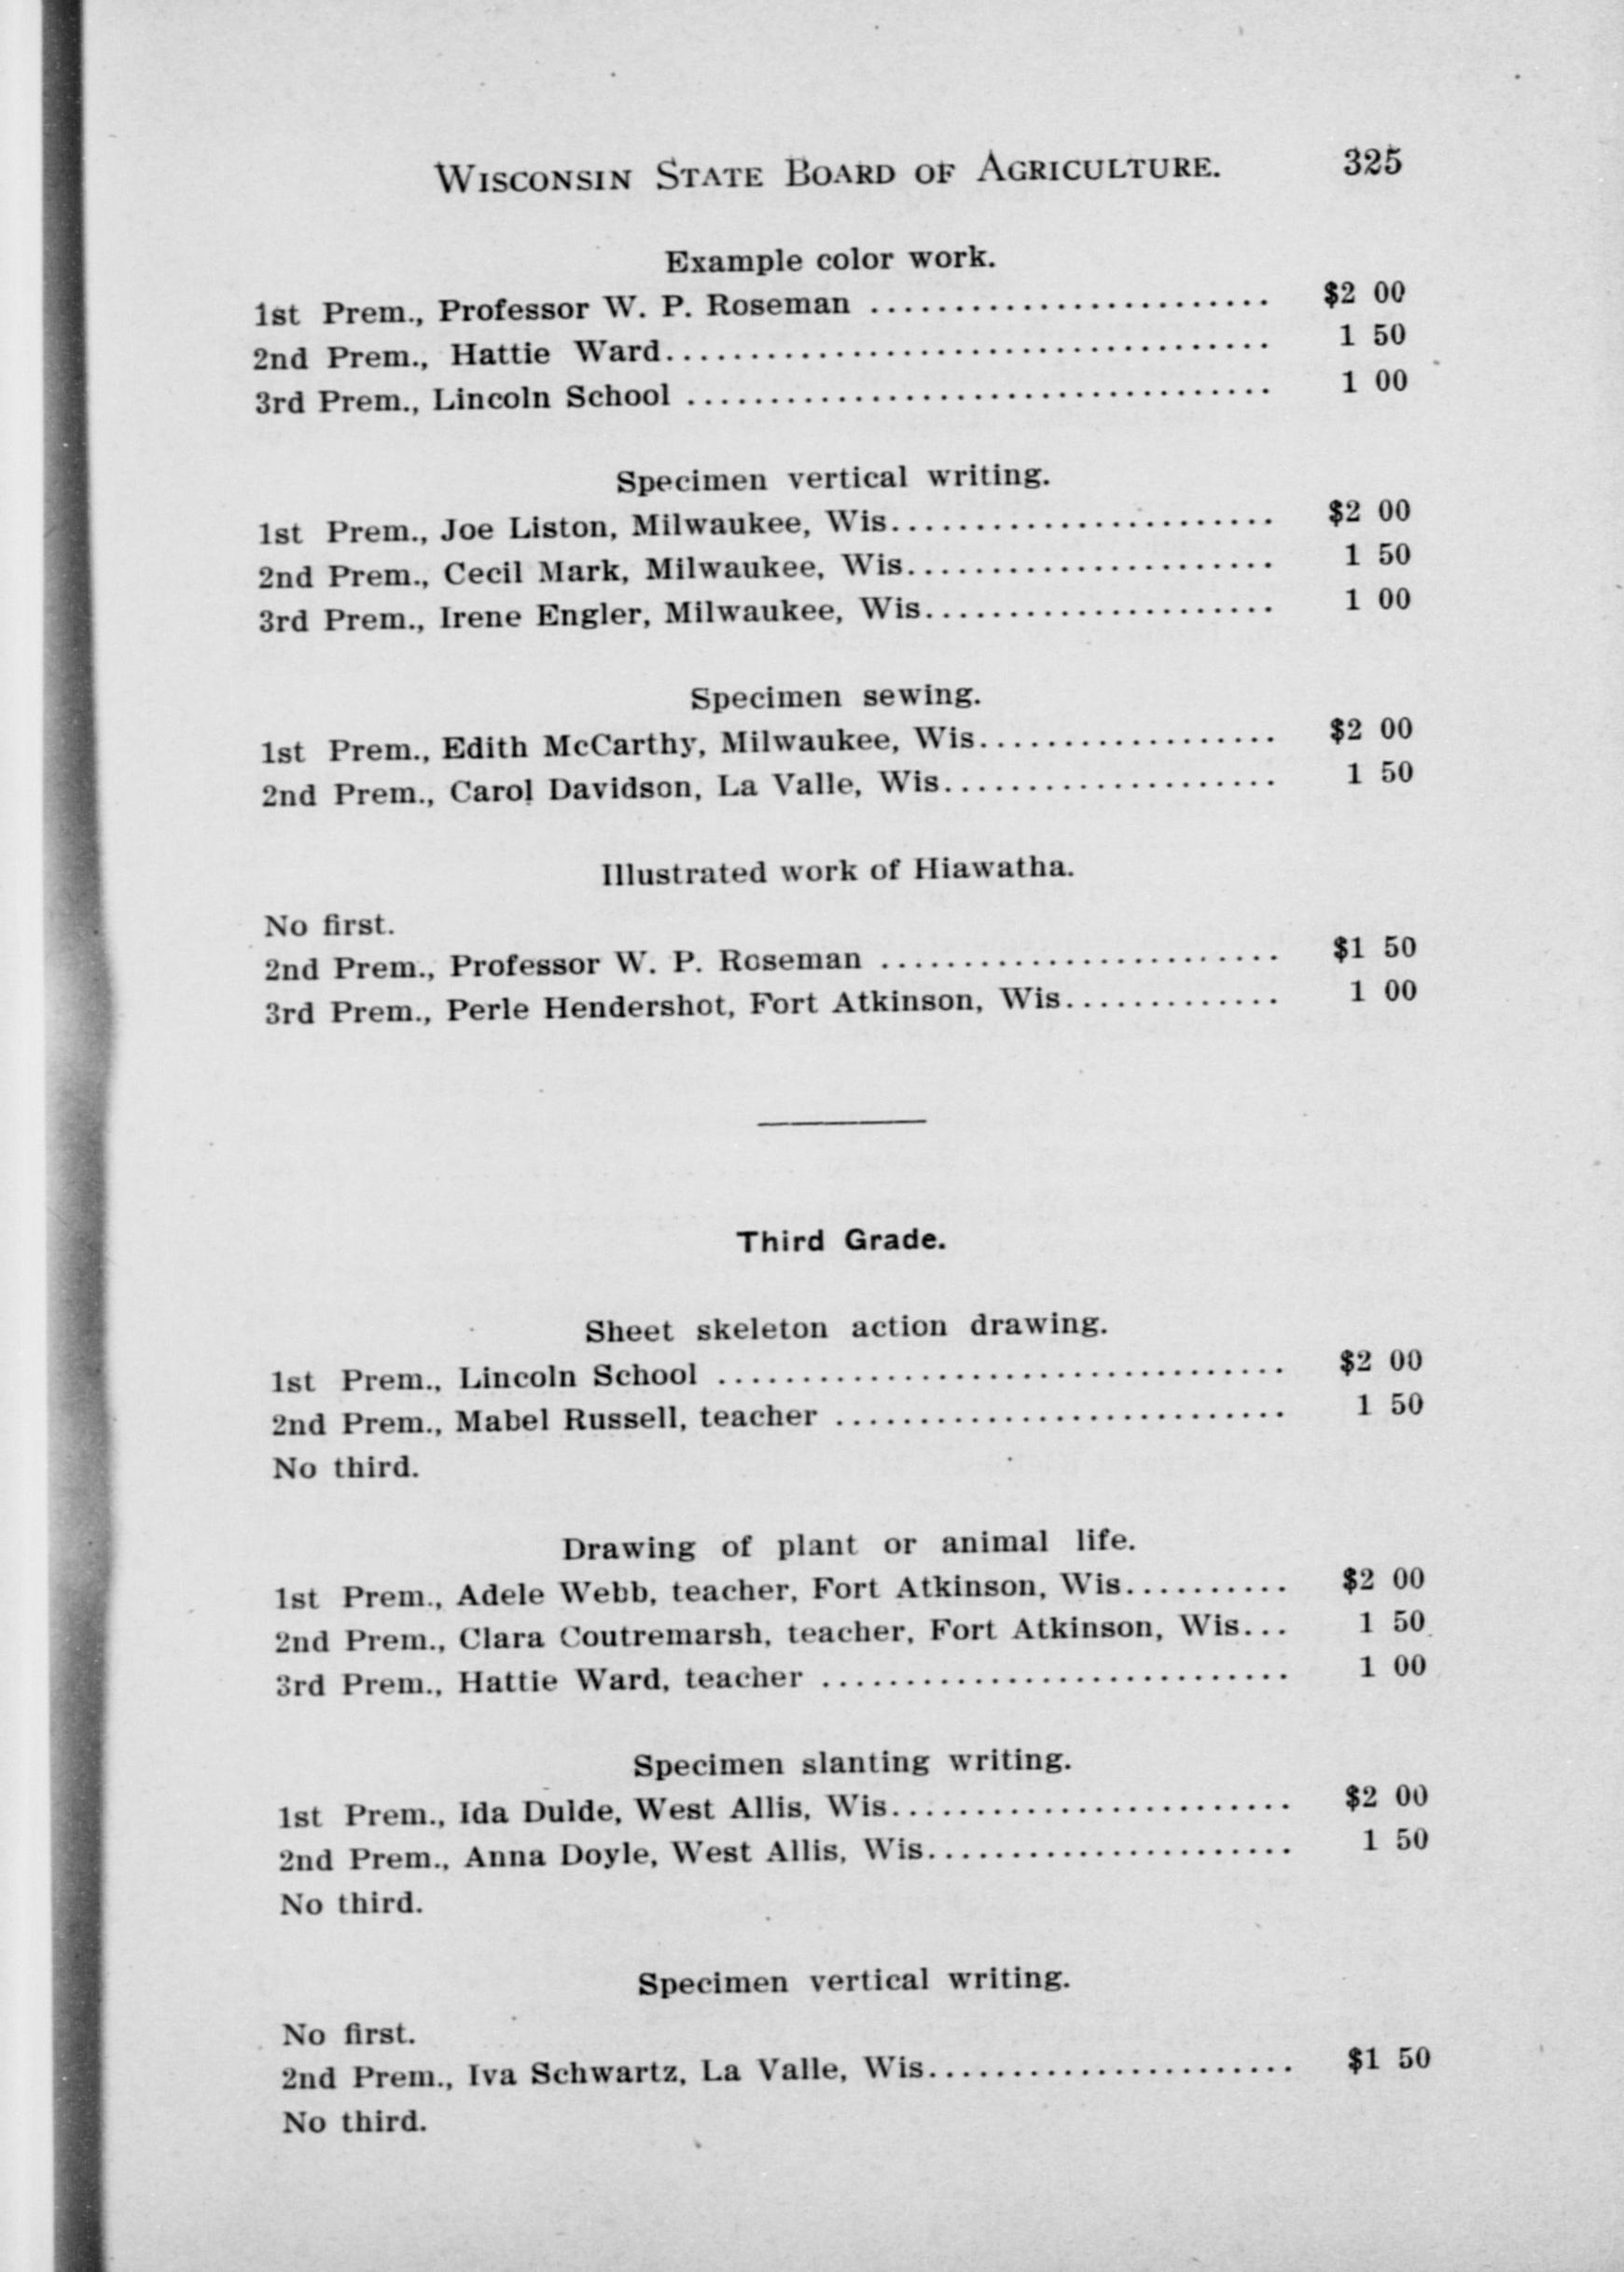 WISCONSIN STATE BOARD OF AGRICULTURE. 325
Example color work.
1st Prem., Professor W. P. Roseman ........................ $2 00
2nd Prem., Hattie Ward.................................... 1 50
3rd Prem., Lincoln School ................................... 1 00
Specimen vertical writing.
1st Prem., Joe Liston, Milwaukee, Wis....................... $2 00
2nd Prem., Cecil Mark, Milwaukee, Wis...................... 1 50
3rd Prem., Irene Engler, Milwaukee, Wis..................... 1 00
Specimen sewing.
1st Prem., Edith McCarthy, Milwaukee, Wis.................. $2 00
2nd Prem., Carol Davidson, La Valle, Wis.................... 1 50
Illustrated work of Hiawatha.
No first.
2nd Prem., Professor W. P. Roseman ........................ $1 50
3rd Prem., Perle Hendershot, Fort Atkinson, Wis............. 1 00
Third Grade.
Sheet skeleton action drawing.
1st Prem., Lincoln School .................................. $2 00
2nd Prem., Mabel Russell, teacher ........................... 1 50
No third.
Drawing of plant or animal life.
1st Prem., Adele Webb, teacher, Fort Atkinson, Wis.......... $2 00
2nd Prem., Clara Coutremarsh, teacher, Fort Atkinson, Wis... 1 50
3rd Prem., Hattie Ward, teacher ............................ 1 00
Specimen slanting writing.
1st Prem., Ida Dulde, West Allis, Wis........................ $2 00
2nd Prem., Anna Doyle, West Allis, Wis...................... 1 50
No third.
Specimen vertical writing.
No first.
2nd Prem., Iva Schwartz, La Valle, Wis...................... $1 50
No third.